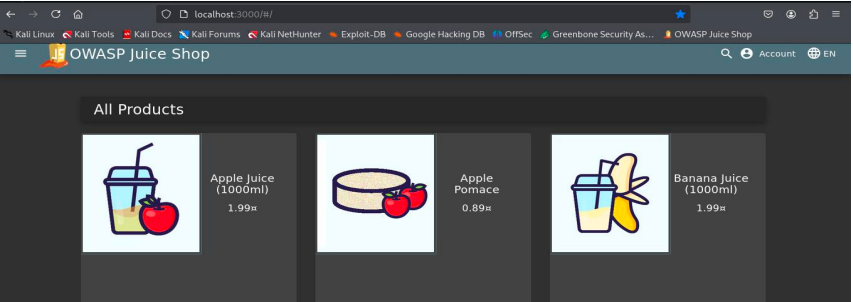 localhost:3000/#/
Kali Linux Kali Tools Kali Docs Kali Forums Kali NetHunter Exploit-DB Google Hacking DB OffSec Greenbone Security As... OWASP Juice Shop
OWASP Juice Shop Account EN
All Products
Apple Juice
(1000ml)
1.99¤
Apple
Pomace
0.89¤
Banana Juice
(1000ml)
1.99¤